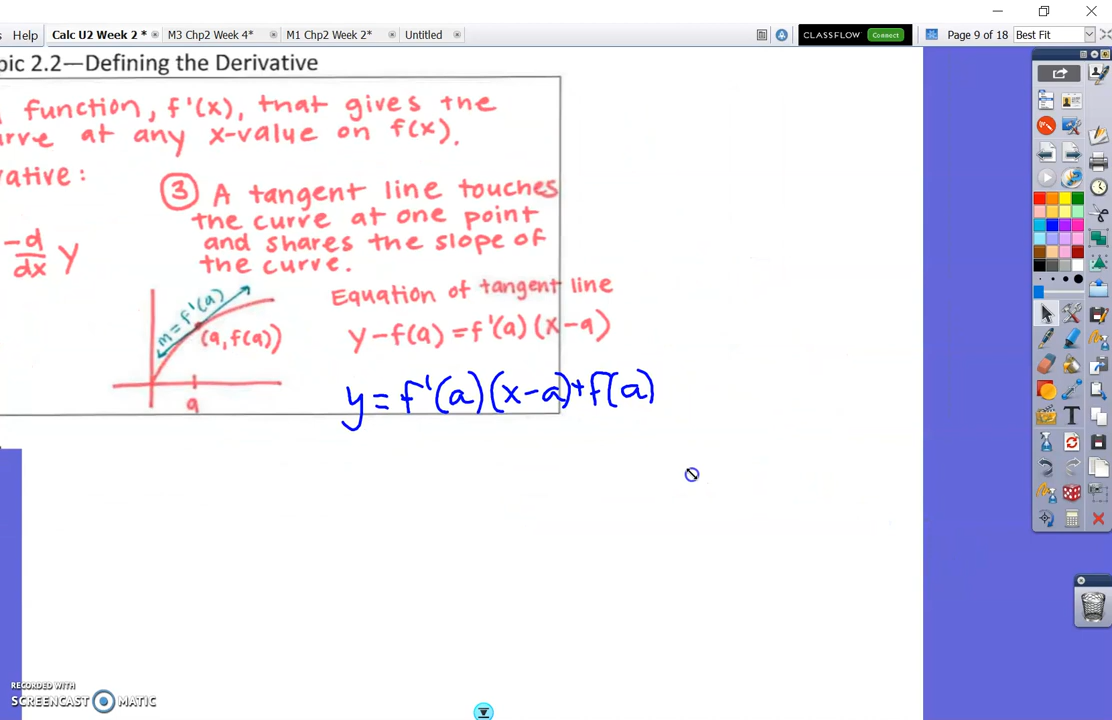 Help
Calc U2 Week 2 *
M3 Chp2 Week 4*
M1 Chp2 Week 2*
Untitled
CLASSFLOW
Connect
Page 9 of 18
Best Fit
pic 2.2—Defining the Derivative
function, f'(x), that gives the
urve at any x-value on f(x).
ative:
d/dx y
③ A tangent line touches
the curve at one point
and shares the slope of
the curve.
Equation of tangent line
y-f(a)=f'(a)(x-a)
m=f'(a)
(a,f(a))
a
y=f'(a)(x-a)+f(a)
RECORDED WITH
SCREENCAST MATIC